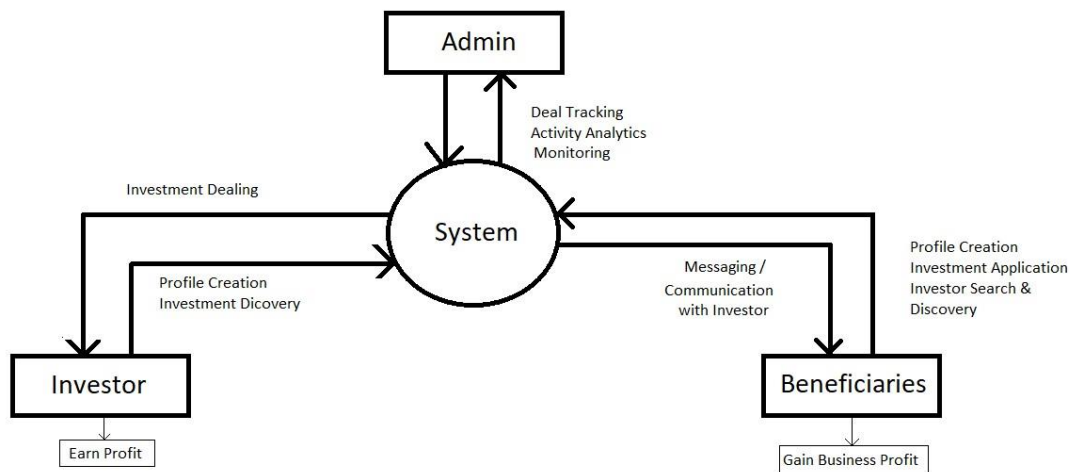 Admin
Deal Tracking
Activity Analytics
Monitoring
Investment Dealing
System
Profile Creation
Investment Dicovery
Messaging /
Communication
with Investor
Profile Creation
Investment Application
Investor Search &
Discovery
Investor
Beneficiaries
Earn Profit
Gain Business Profit